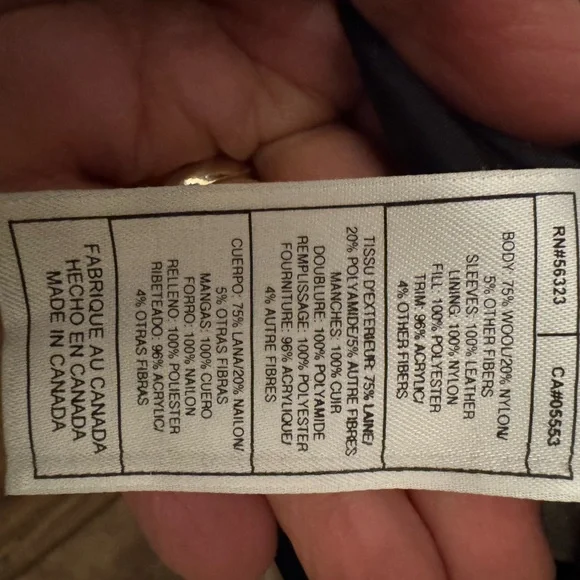 RN#56323 CA#05553
BODY: 75% WOOL/20% NYLON/
5% OTHER FIBERS
SLEEVES: 100% LEATHER
LINING: 100% NYLON
FILL: 100% POLYESTER
TRIM: 96% ACRYLIC/
4% OTHER FIBERS
TISSU D'EXTERIEUR: 75% LAINE/
20% POLYAMIDE/5% AUTRE FIBRES
MANCHES: 100% CUIR
DOUBLURE: 100% POLYAMIDE
REMPLISSAGE: 100% POLYESTER
FOURNITURE: 96% ACRYLIQUE/
4% AUTRE FIBRES
CUERPO: 75% LANA/20% NAILON/
5% OTRAS FIBRAS
MANGAS: 100% CUERO
FORRO: 100% NAILON
RELLENO: 100% POLIESTER
RIBETEADO: 96% ACRYLIC/
4% OTRAS FIBRAS
FABRIQUE AU CANADA
HECHO EN CANADA
MADE IN CANADA